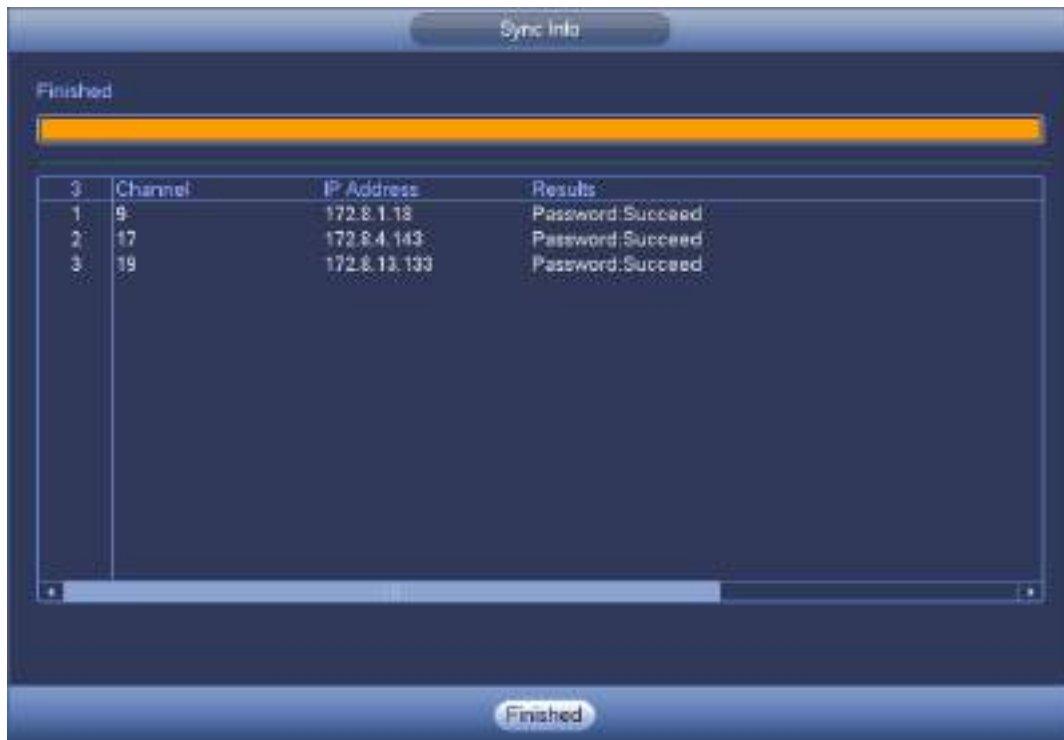 Sync Info
Finished
3 Channel IP Address Results
1 9 172.8.1.18 Password:Succeed
2 17 172.8.4.143 Password:Succeed
3 19 172.8.13.133 Password:Succeed
Finished